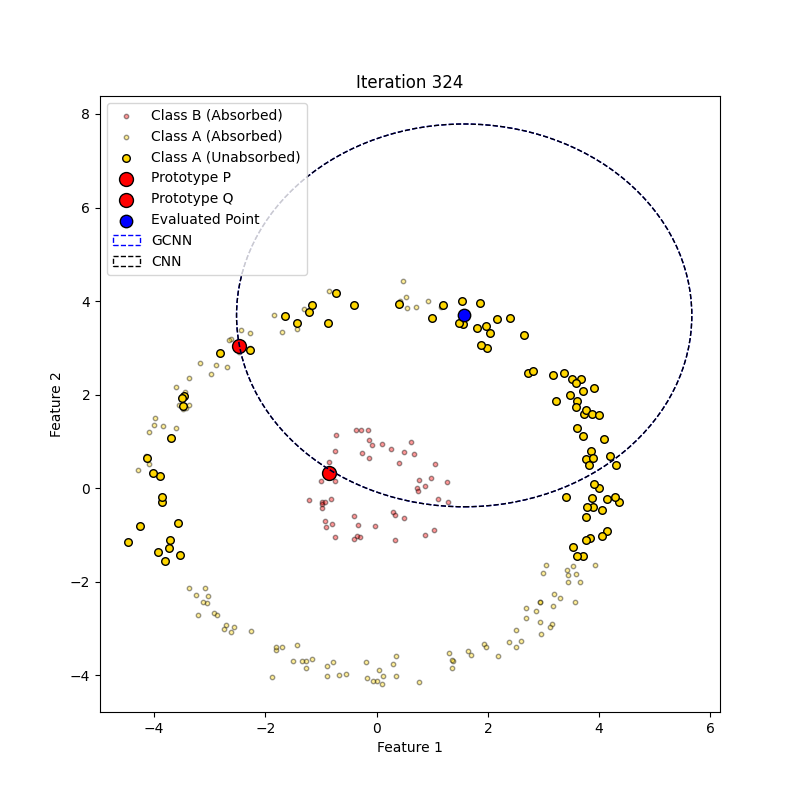 Iteration 324
Class B (Absorbed)
Class A (Absorbed)
Class A (Unabsorbed)
Prototype P
Prototype Q
Evaluated Point
GCNN
CNN
Feature 2
8
6
4
2
0
−2
−4
−4
−2
0
2
4
6
Feature 1